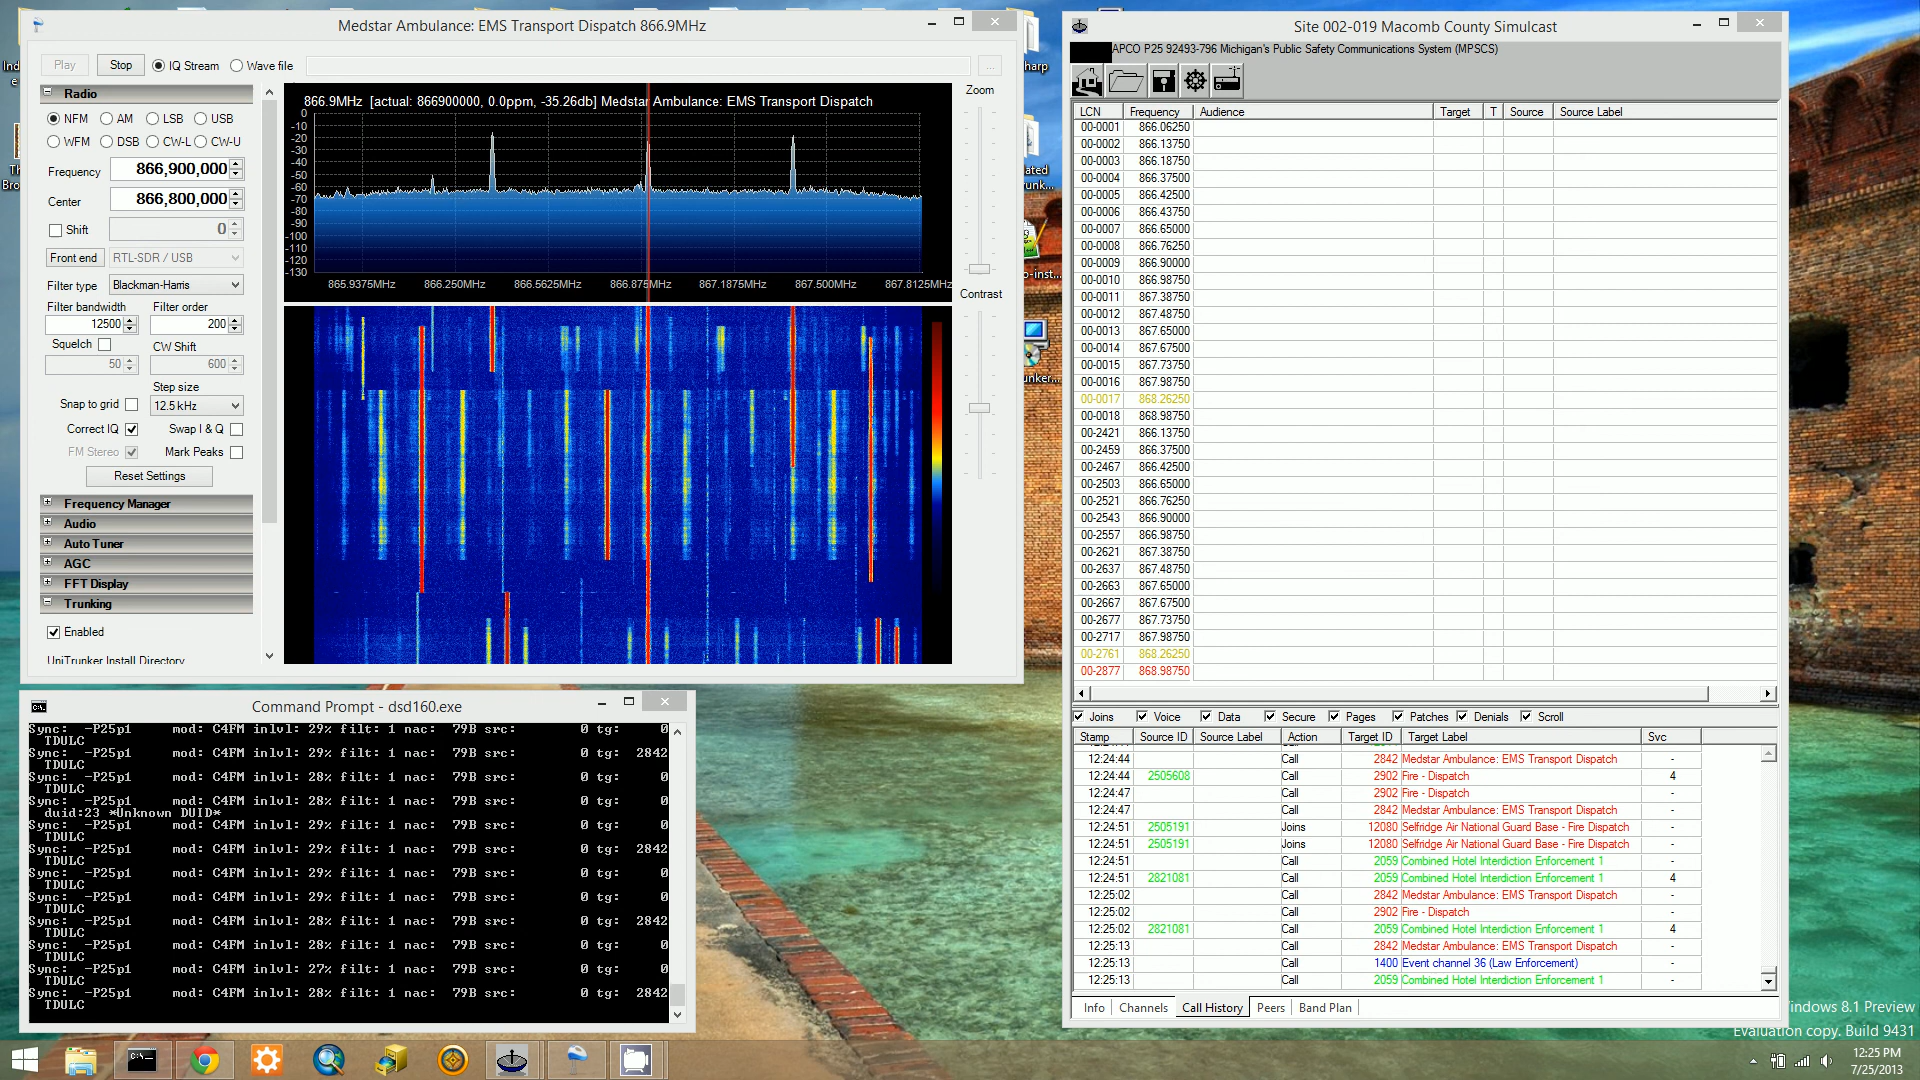 Medstar Ambulance: EMS Transport Dispatch 866.9MHz
Play Stop IQ Stream Wave file ...
Radio
NFM AM LSB USB
WFM DSB CW-L CW-U
Frequency 866,900,000
Center 866,800,000
Shift 0
Front end RTL-SDR / USB
Filter type Blackman-Harris
Filter bandwidth Filter order
12500 200
Squelch CW Shift
50 600
Step size
Snap to grid 12.5 kHz
Correct IQ Swap I & Q
FM Stereo Mark Peaks
Reset Settings
Frequency Manager
Audio
Auto Tuner
AGC
FFT Display
Trunking
Enabled
UniTrunker Install Directory
866.9MHz [actual: 866900000, 0.0ppm, -35.26db] Medstar Ambulance: EMS Transport Dispatch
0
-10
-20
-30
-40
-50
-60
-70
-80
-90
-100
-110
-120
-130
865.9375MHz 866.250MHz 866.5625MHz 866.875MHz 867.1875MHz 867.500MHz 867.8125MHz
Zoom
Contrast
Command Prompt - dsd160.exe
Sync: -P25p1 mod: C4FM inlvl: 29% filt: 1 nac: 79B src: 0 tg: 0
TDULC
Sync: -P25p1 mod: C4FM inlvl: 29% filt: 1 nac: 79B src: 0 tg: 2842
TDULC
Sync: -P25p1 mod: C4FM inlvl: 28% filt: 1 nac: 79B src: 0 tg: 0
TDULC
Sync: -P25p1 mod: C4FM inlvl: 28% filt: 1 nac: 79B src: 0 tg: 0
duid:23 *Unknown DUID*
Sync: -P25p1 mod: C4FM inlvl: 29% filt: 1 nac: 79B src: 0 tg: 0
TDULC
Sync: -P25p1 mod: C4FM inlvl: 29% filt: 1 nac: 79B src: 0 tg: 2842
TDULC
Sync: -P25p1 mod: C4FM inlvl: 29% filt: 1 nac: 79B src: 0 tg: 0
TDULC
Sync: -P25p1 mod: C4FM inlvl: 29% filt: 1 nac: 79B src: 0 tg: 0
TDULC
Sync: -P25p1 mod: C4FM inlvl: 28% filt: 1 nac: 79B src: 0 tg: 2842
TDULC
Sync: -P25p1 mod: C4FM inlvl: 28% filt: 1 nac: 79B src: 0 tg: 0
TDULC
Sync: -P25p1 mod: C4FM inlvl: 27% filt: 1 nac: 79B src: 0 tg: 0
TDULC
Sync: -P25p1 mod: C4FM inlvl: 28% filt: 1 nac: 79B src: 0 tg: 2842
TDULC
Site 002-019 Macomb County Simulcast
APCO P25 92493-796 Michigan's Public Safety Communications System (MPSCS)
LCN Frequency Audience Target T Source Source Label
00-0001 866.06250
00-0002 866.13750
00-0003 866.18750
00-0004 866.37500
00-0005 866.42500
00-0006 866.43750
00-0007 866.65000
00-0008 866.76250
00-0009 866.90000
00-0010 866.98750
00-0011 867.38750
00-0012 867.48750
00-0013 867.65000
00-0014 867.67500
00-0015 867.73750
00-0016 867.98750
00-0017 868.26250
00-0018 868.98750
00-2421 866.13750
00-2459 866.37500
00-2467 866.42500
00-2503 866.65000
00-2521 866.76250
00-2543 866.90000
00-2557 866.98750
00-2621 867.38750
00-2637 867.48750
00-2663 867.65000
00-2667 867.67500
00-2677 867.73750
00-2717 867.98750
00-2761 868.26250
00-2877 868.98750
Joins Voice Data Secure Pages Patches Denials Scroll
Stamp Source ID Source Label Action Target ID Target Label Svc
12:24:44 Call 2842 Medstar Ambulance: EMS Transport Dispatch -
12:24:44 2505608 Call 2902 Fire - Dispatch 4
12:24:47 Call 2902 Fire - Dispatch -
12:24:47 Call 2842 Medstar Ambulance: EMS Transport Dispatch -
12:24:51 2505191 Joins 12080 Selfridge Air National Guard Base - Fire Dispatch -
12:24:51 2505191 Joins 12080 Selfridge Air National Guard Base - Fire Dispatch -
12:24:51 Call 2059 Combined Hotel Interdiction Enforcement 1 -
12:24:51 2821081 Call 2059 Combined Hotel Interdiction Enforcement 1 4
12:25:02 Call 2842 Medstar Ambulance: EMS Transport Dispatch -
12:25:02 Call 2902 Fire - Dispatch -
12:25:02 2821081 Call 2059 Combined Hotel Interdiction Enforcement 1 4
12:25:13 Call 2842 Medstar Ambulance: EMS Transport Dispatch -
12:25:13 Call 1400 Event channel 36 (Law Enforcement) -
12:25:13 Call 2059 Combined Hotel Interdiction Enforcement 1 -
Info Channels Call History Peers Band Plan
indows 8.1 Preview
Evaluation copy. Build 9431
12:25 PM
7/25/2013